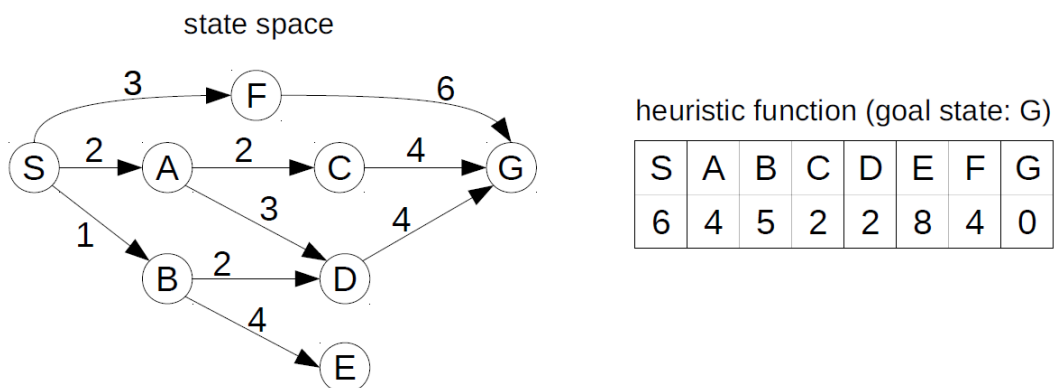 state space
3
F
6
S
2
A
2
C
4
G
1
3
4
B
2
D
4
E
heuristic function (goal state: G)
S A B C D E F G
6 4 5 2 2 8 4 0